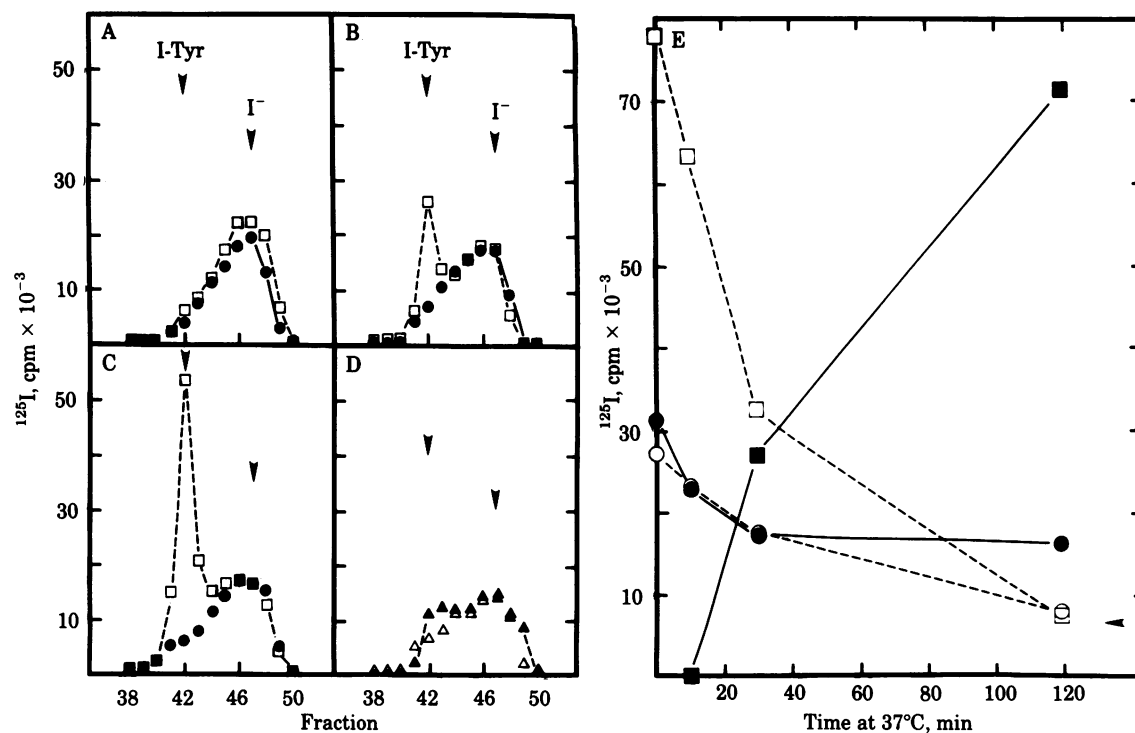 A
B
E
I-Tyr
I-Tyr
I⁻
I⁻
50
30
10
¹²⁵I, cpm × 10⁻³
C
D
50
30
10
38 42 46 50
38 42 46 50
Fraction
70
50
30
10
¹²⁵I, cpm × 10⁻³
20 40 60 80 100 120
Time at 37°C, min